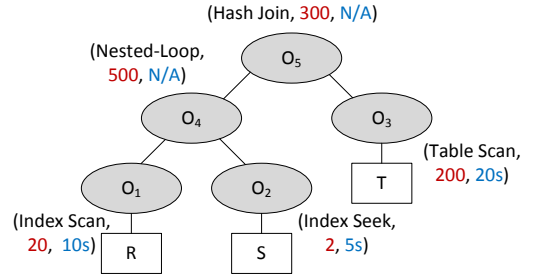 (Hash Join, 300, N/A)
(Nested-Loop,
500, N/A)
O5
O4
O3
(Table Scan,
200, 20s)
T
O1
O2
(Index Scan,
20, 10s)
R
S
(Index Seek,
2, 5s)